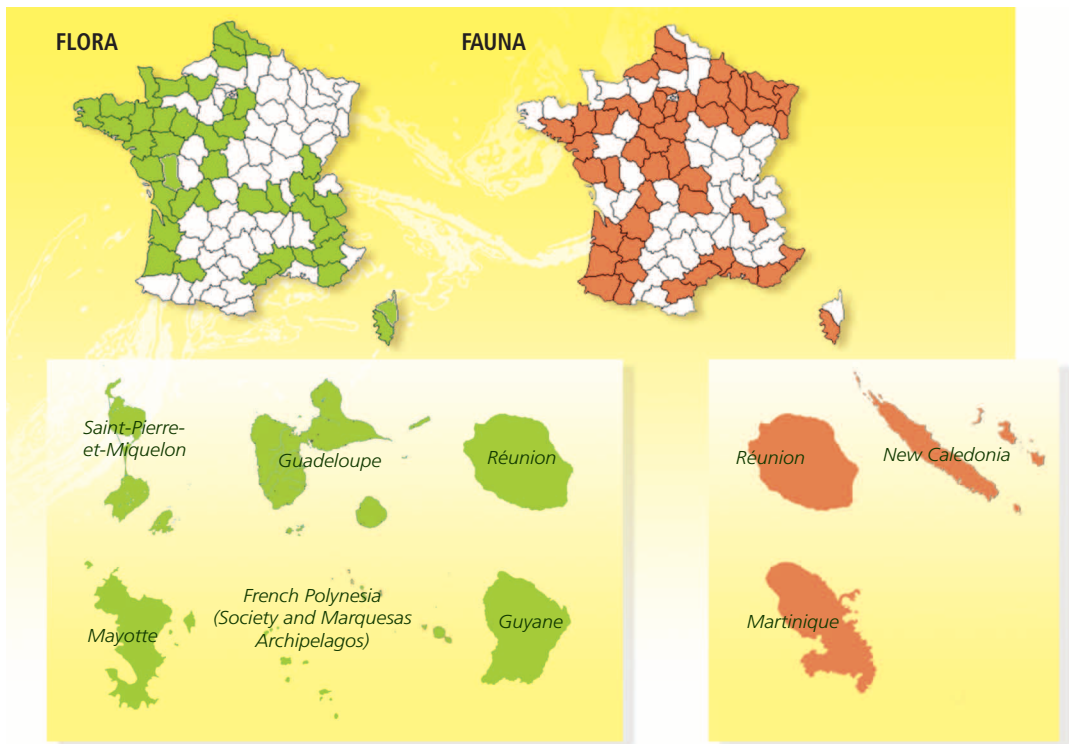 FLORA
FAUNA
Saint-Pierre-
et-Miquelon
Guadeloupe
Réunion
Mayotte
French Polynesia
(Society and Marquesas
Archipelagos)
Guyane
Réunion
New Caledonia
Martinique